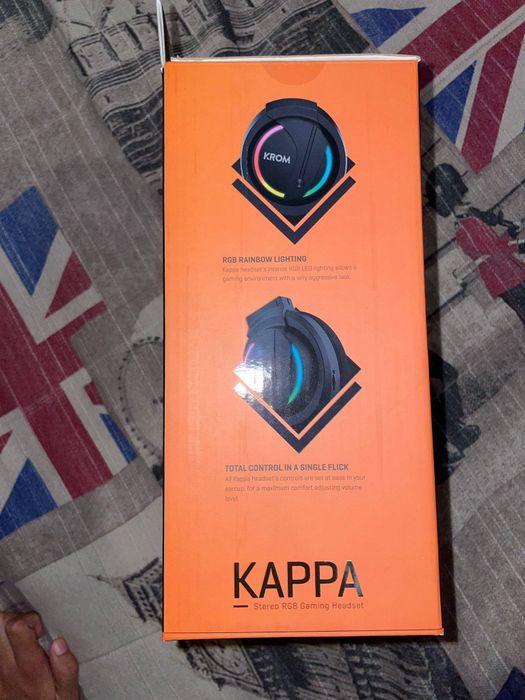 KROM
RGB RAINBOW LIGHTING
Kappa headset's intense RGB LED lighting allows a
gaming environment with a very aggressive look.
TOTAL CONTROL IN A SINGLE FLICK
All Kappa headset's controls are set at ease in your
earcup, for a maximum comfort adjusting volume
level.
KAPPA
Stereo RGB Gaming Headset